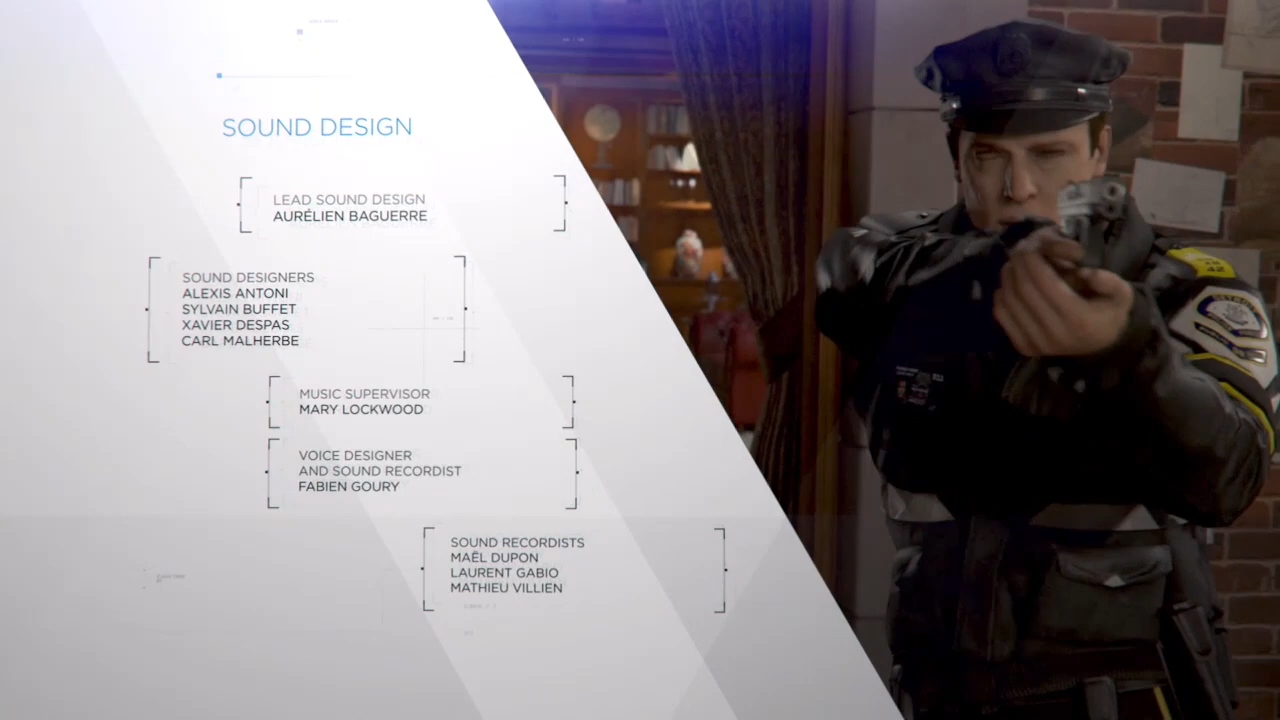 SOUND DESIGN
LEAD SOUND DESIGN
AURÉLIEN BAGUERRE
SOUND DESIGNERS
ALEXIS ANTONI
SYLVAIN BUFFET
XAVIER DESPAS
CARL MALHERBE
MUSIC SUPERVISOR
MARY LOCKWOOD
VOICE DESIGNER
AND SOUND RECORDIST
FABIEN GOURY
SOUND RECORDISTS
MAËL DUPON
LAURENT GABIO
MATHIEU VILLIEN